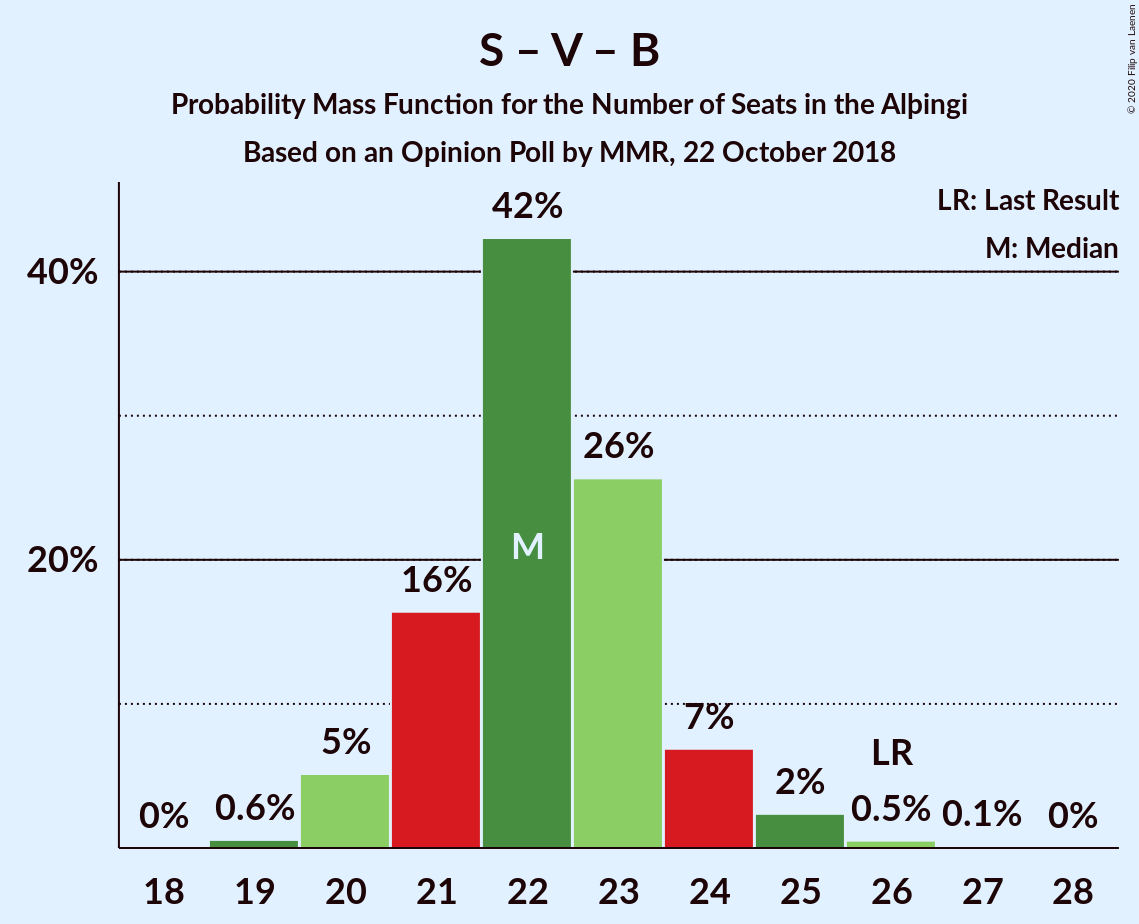 S – V – B
Probability Mass Function for the Number of Seats in the Alþingi
Based on an Opinion Poll by MMR, 22 October 2018
© 2020 Filip van Laenen
LR: Last Result
M: Median
40%
20%
0%
0.6%
5%
16%
42%
M
26%
7%
2%
LR
0.5%
0.1%
0%
18 19 20 21 22 23 24 25 26 27 28